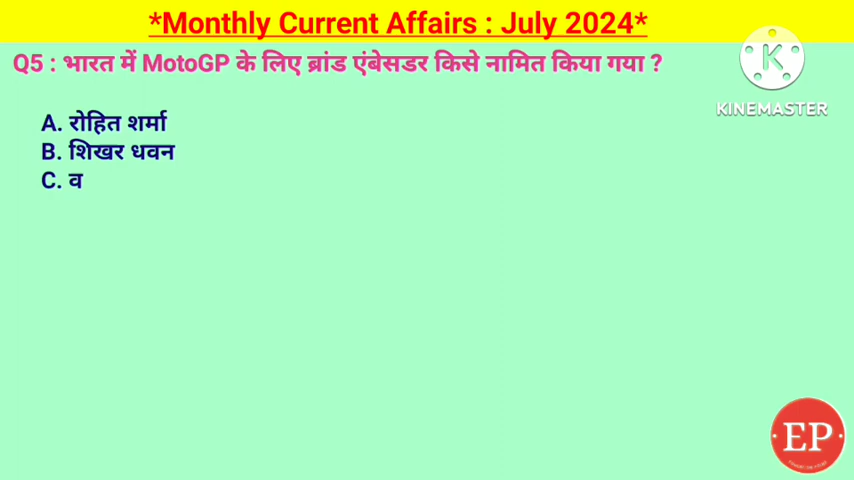 *Monthly Current Affairs : July 2024*
Q5 : भारत में MotoGP के लिए ब्रांड एंबेसडर किसे नामित किया गया ?
KINEMASTER
A. रोहित शर्मा
B. शिखर धवन
C. व
EP